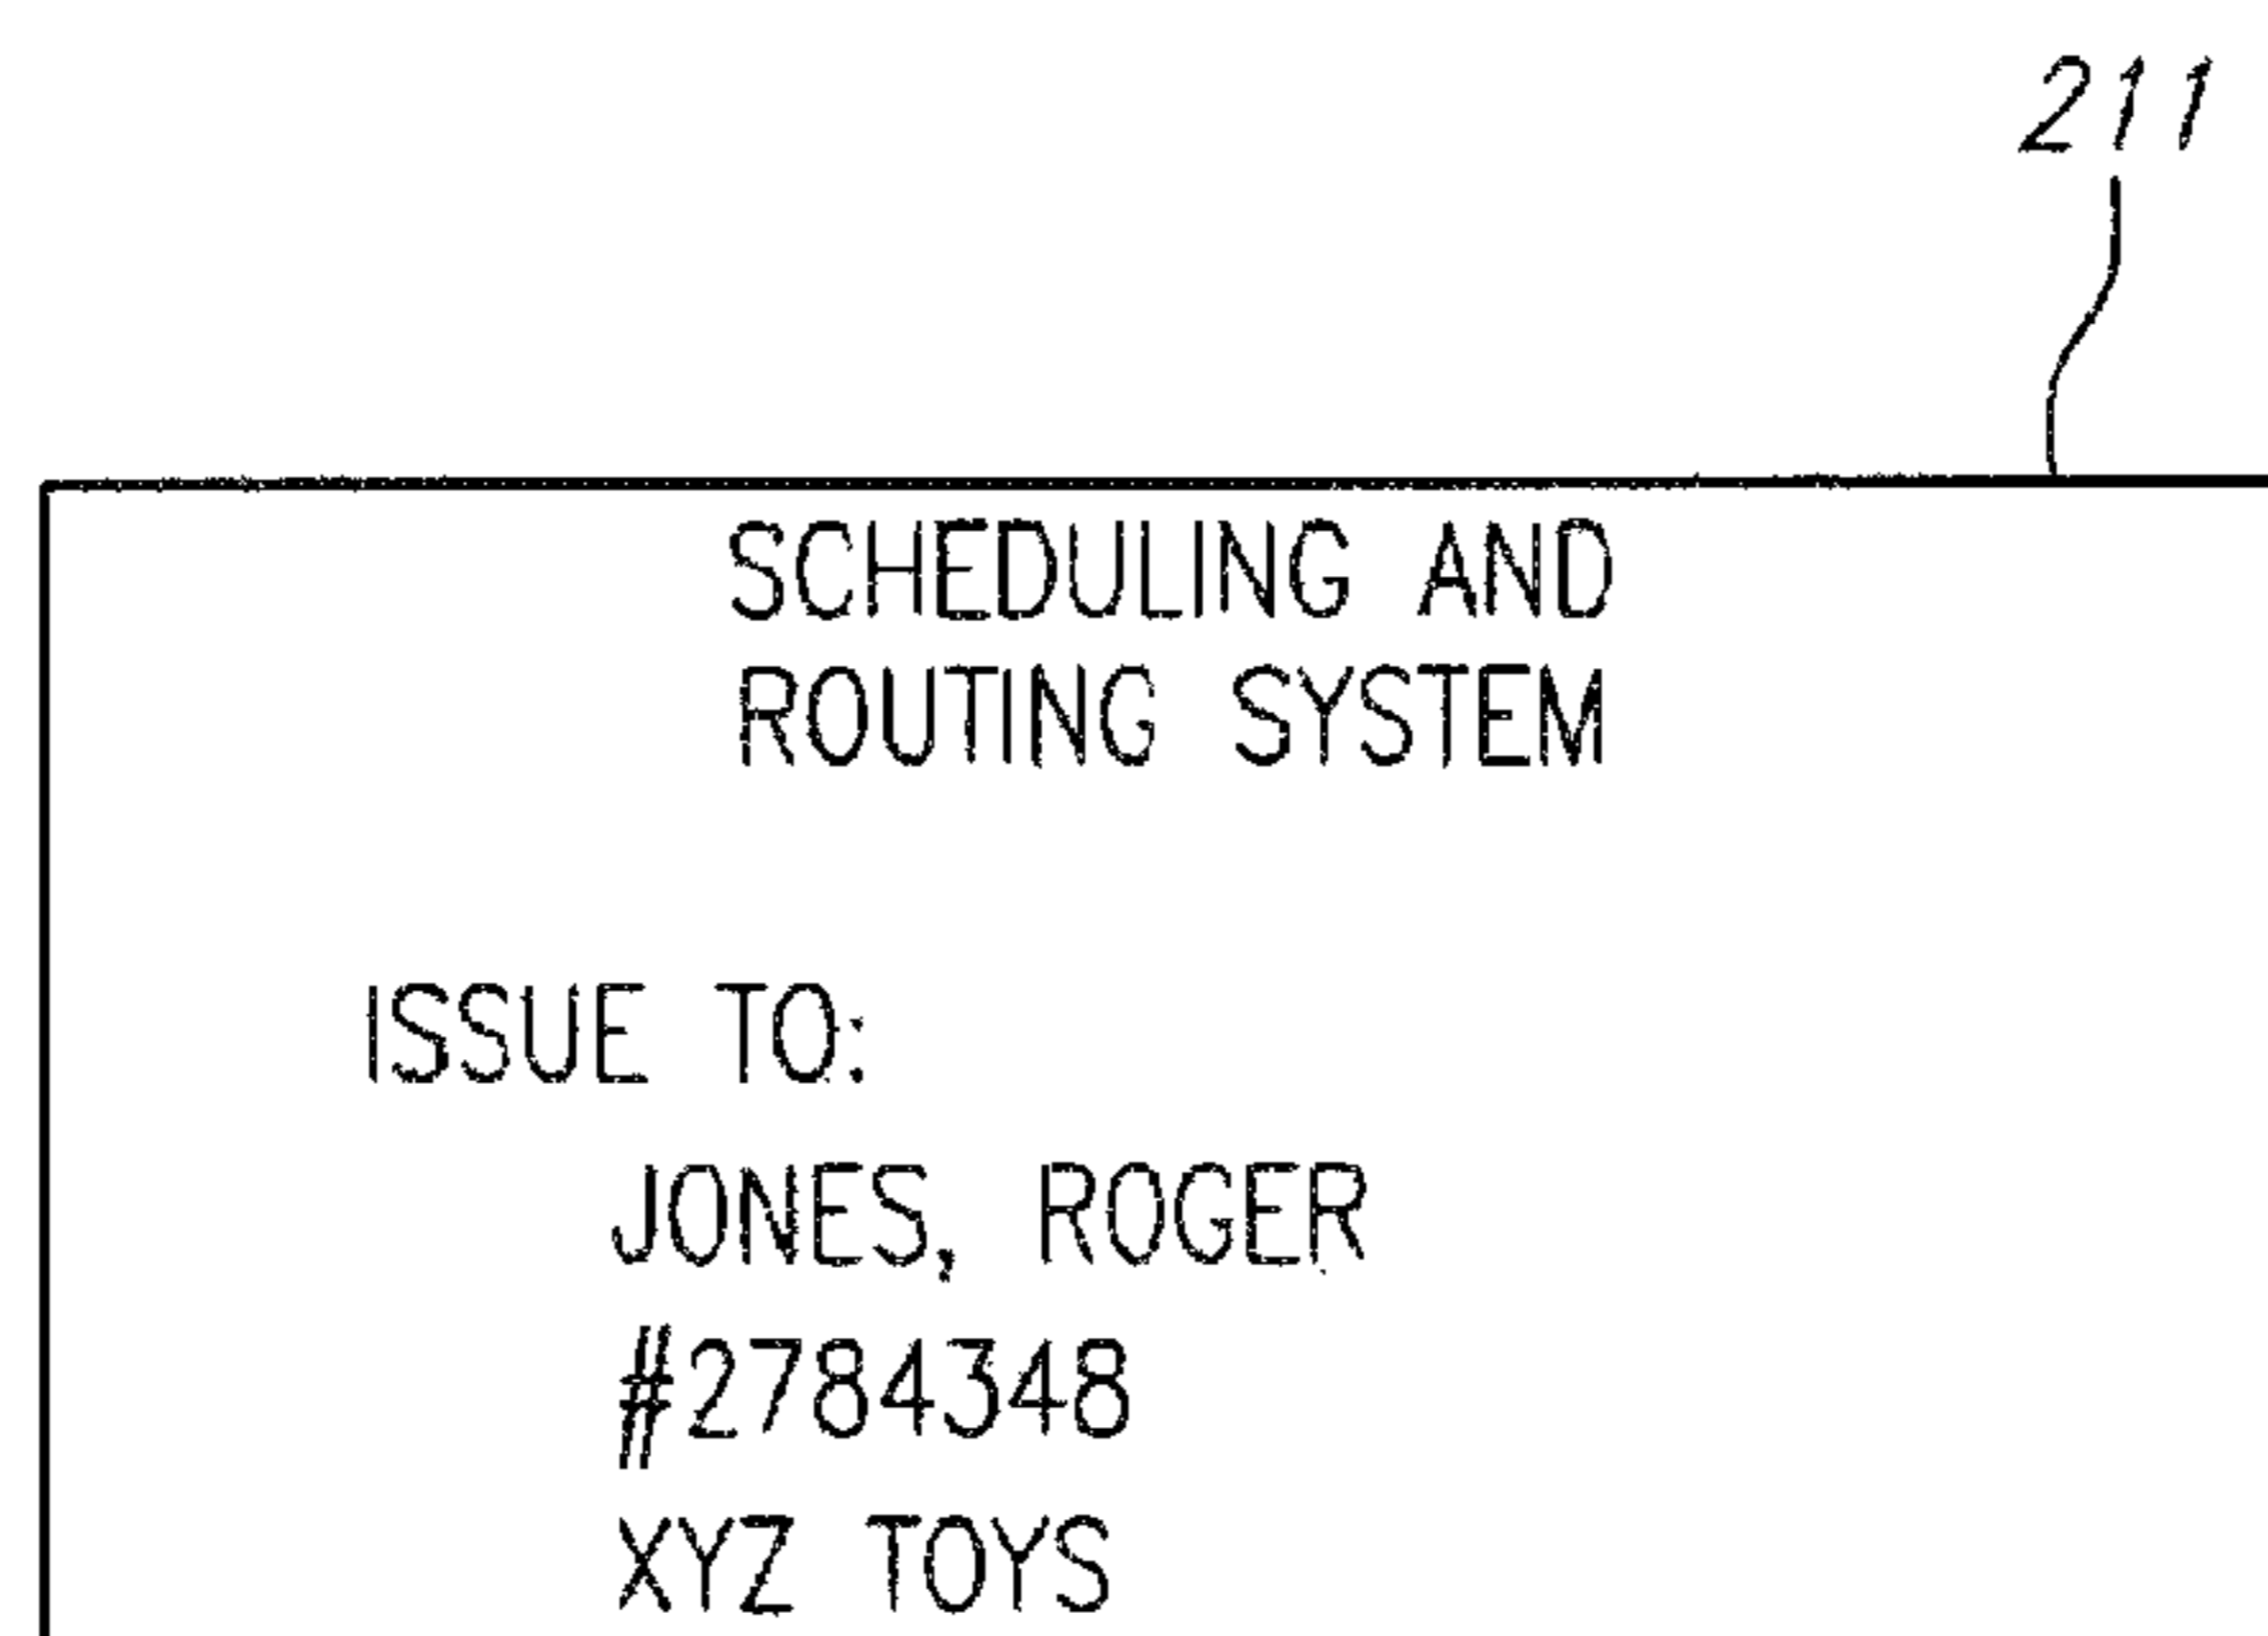 211
SCHEDULING AND
ROUTING SYSTEM
ISSUE TO:
JONES, ROGER
#2784348
XYZ TOYS